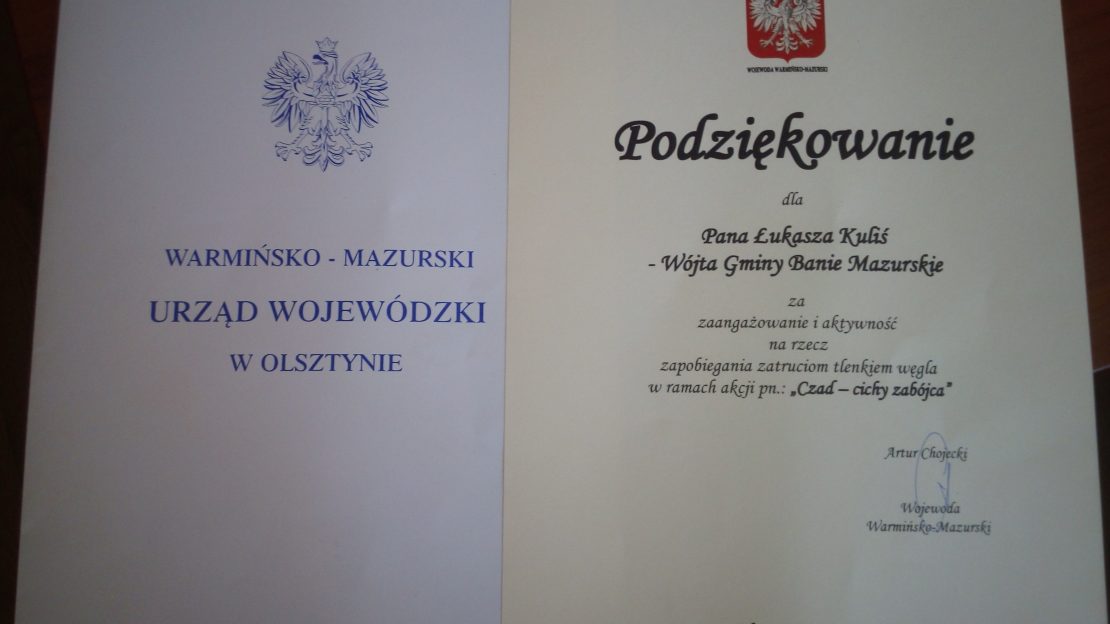 WARMIŃSKO - MAZURSKI
URZĄD WOJEWÓDZKI
W OLSZTYNIE
WOJEWODA WARMIŃSKO-MAZURSKI
Podziękowanie
dla
Pana Łukasza Kuliś
- Wójta Gminy Banie Mazurskie
za
zaangażowanie i aktywność
na rzecz
zapobiegania zatruciom tlenkiem węgla
w ramach akcji pn.: „Czad – cichy zabójca”
Artur Chojecki
Wojewoda
Warmińsko-Mazurski